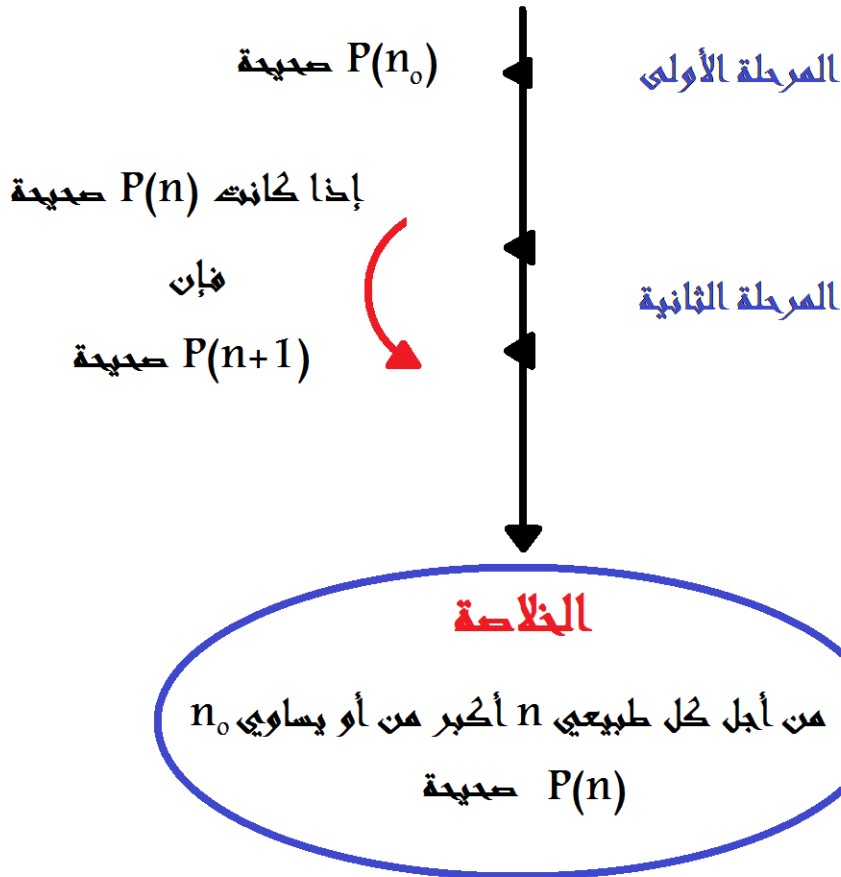 المرحلة الأولى
P(n₀) صحيحة
إذا كانت P(n) صحيحة
فإن
المرحلة الثانية
P(n+1) صحيحة
الخلاصة
من أجل كل طبيعي n أكبر من أو يساوي n₀
P(n) صحيحة